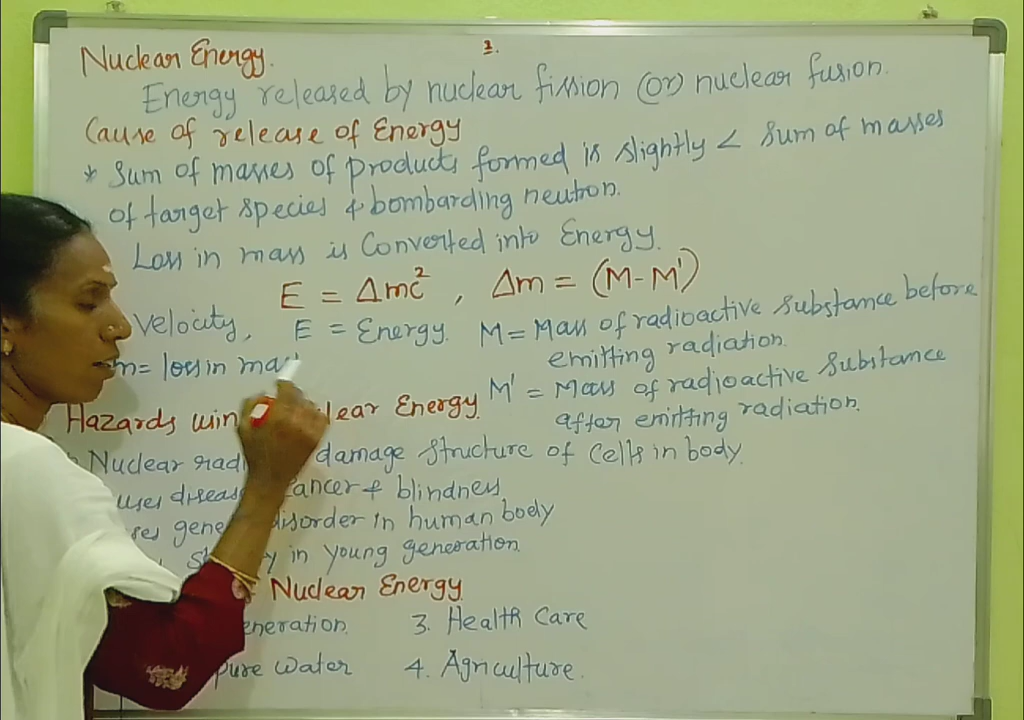 2.
Nuclear Energy.
Energy released by nuclear fission (or) nuclear fusion.
Cause of release of Energy
* Sum of masses of products formed is slightly < sum of masses
of target species & bombarding neutron.
Loss in mass is converted into Energy.
E = Δmc², Δm = (M-M')
velocity, E = Energy. M = Mass of radioactive substance before
emitting radiation.
m = loss in mass
M' = Mass of radioactive substance
after emitting radiation.
Hazards Energy.
Nuclear damage structure of cells in body.
& blindness
disorder in human body
in young generation.
Nuclear Energy
3. Health Care
pure water 4. Agriculture.